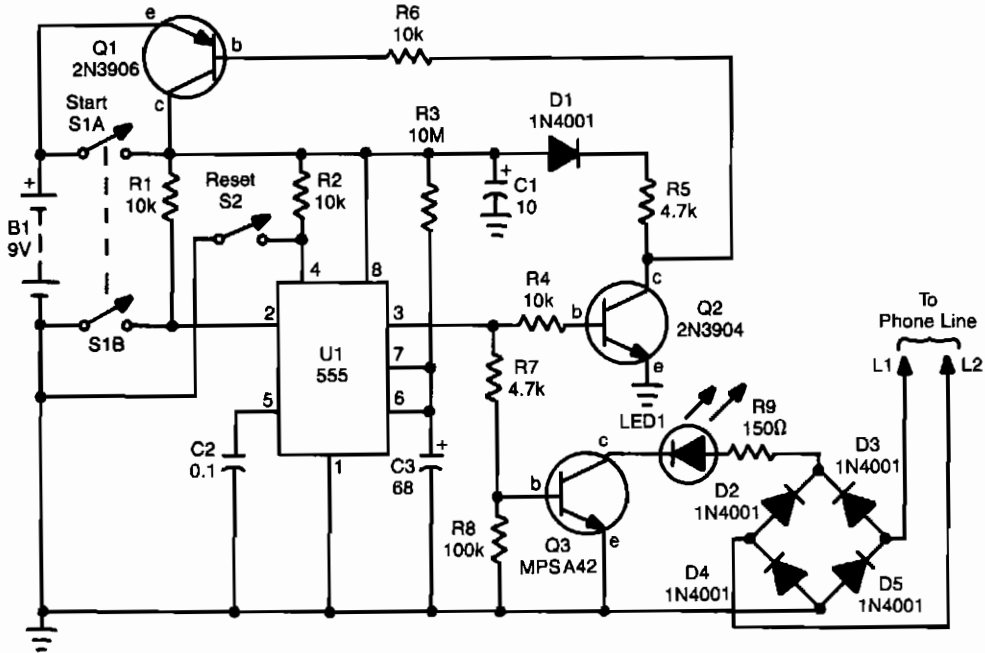 e
Q1
2N3906
b
c
R6
10k
Start
S1A
R3
10M
D1
1N4001
R1
10k
Reset
S2
R2
10k
+
C1
10
R5
4.7k
+
B1
9V
4
8
c
S1B
2
3
R4
10k
b
Q2
2N3904
e
To
Phone Line
L1
L2
U1
555
7
R7
4.7k
5
6
LED1
R9
150Ω
C2
0.1
1
+
C3
68
c
D3
1N4001
D2
1N4001
b
R8
100k
Q3
MPSA42
e
D4
1N4001
D5
1N4001